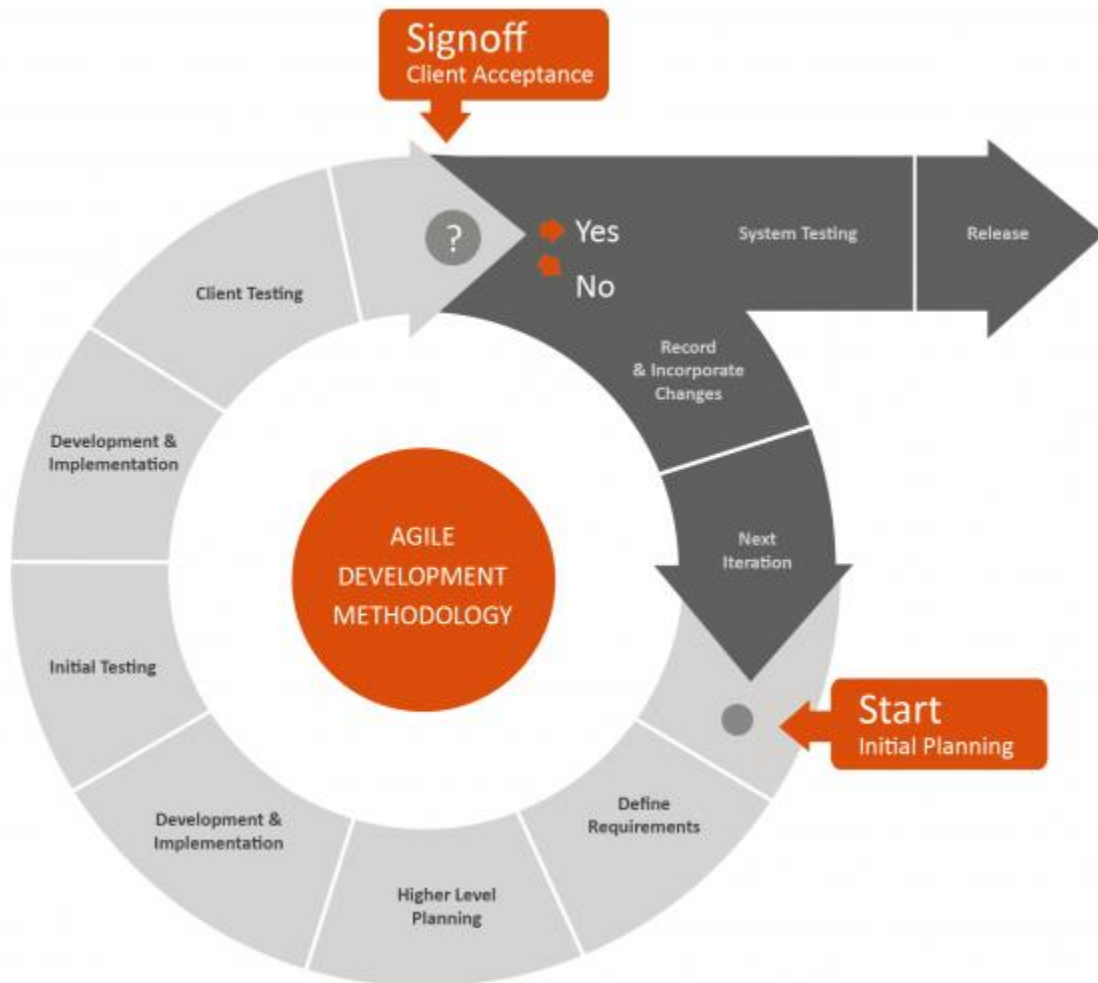 Signoff
Client Acceptance
?
Yes
No
System Testing
Release
Client Testing
Record
& Incorporate
Changes
Development &
Implementation
AGILE
DEVELOPMENT
METHODOLOGY
Next
Iteration
Initial Testing
Start
Initial Planning
Define
Requirements
Development &
Implementation
Higher Level
Planning